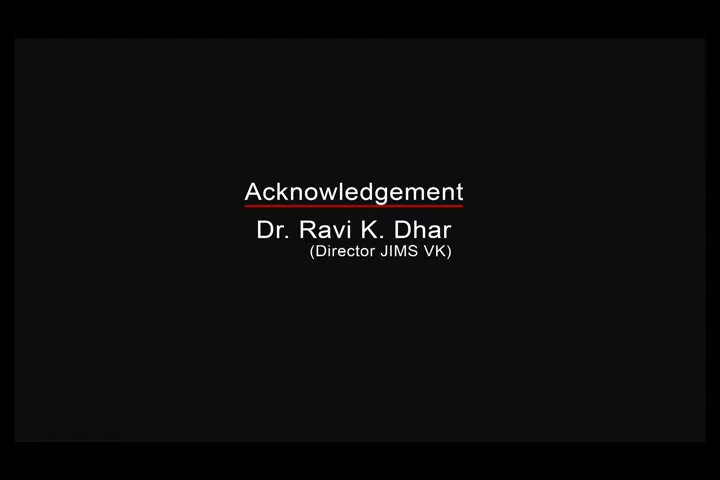 Acknowledgement
Dr. Ravi K. Dhar
(Director JIMS VK)